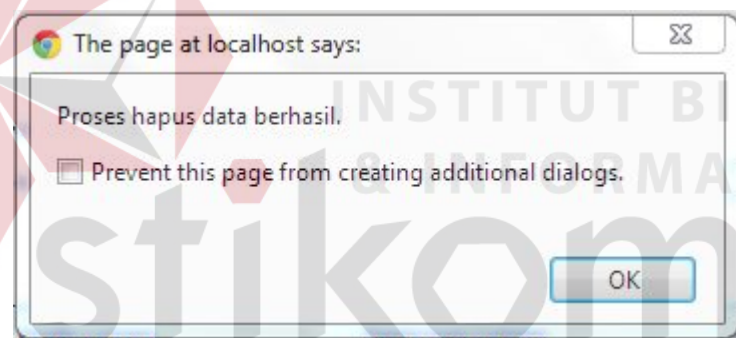 The page at localhost says:
INSTITUT BI
Proses hapus data berhasil.
& INFORMA
Prevent this page from creating additional dialogs.
stikom
OK